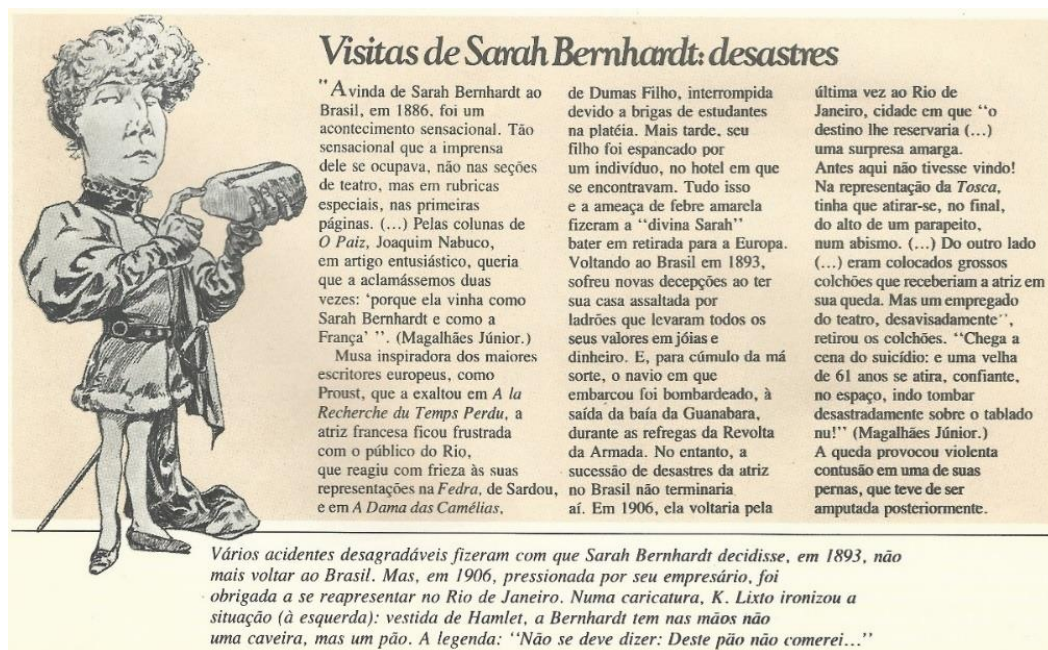 Visitas de Sarah Bernhardt: desastres
"A vinda de Sarah Bernhardt ao
Brasil, em 1886, foi um
acontecimento sensacional. Tão
sensacional que a imprensa
dele se ocupava, não nas seções
de teatro, mas em rubricas
especiais, nas primeiras
páginas. (...) Pelas colunas de
O Paiz, Joaquim Nabuco,
em artigo entusiástico, queria
que a aclamássemos duas
vezes: 'porque ela vinha como
Sarah Bernhardt e como a
França' ". (Magalhães Júnior.)
Musa inspiradora dos maiores
escritores europeus, como
Proust, que a exaltou em A la
Recherche du Temps Perdu, a
atriz francesa ficou frustrada
com o público do Rio,
que reagiu com frieza às suas
representações na Fedra, de Sardou,
e em A Dama das Camélias,
de Dumas Filho, interrompida
devido a brigas de estudantes
na platéia. Mais tarde, seu
filho foi espancado por
um indivíduo, no hotel em que
se encontravam. Tudo isso
e a ameaça de febre amarela
fizeram a "divina Sarah"
bater em retirada para a Europa.
Voltando ao Brasil em 1893,
sofreu novas decepções ao ter
sua casa assaltada por
ladrões que levaram todos os
seus valores em jóias e
dinheiro. E, para cúmulo da má
sorte, o navio em que
embarcou foi bombardeado, à
saída da baía da Guanabara,
durante as refregas da Revolta
da Armada. No entanto, a
sucessão de desastres da atriz
no Brasil não terminaria
aí. Em 1906, ela voltaria pela
última vez ao Rio de
Janeiro, cidade em que "o
destino lhe reservaria (...)
uma surpresa amarga.
Antes aqui não tivesse vindo!
Na representação da Tosca,
tinha que atirar-se, no final,
do alto de um parapeito,
num abismo. (...) Do outro lado
(...) eram colocados grossos
colchões que receberiam a atriz em
sua queda. Mas um empregado
do teatro, desavisadamente",
retirou os colchões. "Chega a
cena do suicídio: e uma velha
de 61 anos se atira, confiante,
no espaço, indo tombar
desastradamente sobre o tablado
nu!" (Magalhães Júnior.)
A queda provocou violenta
contusão em uma de suas
pernas, que teve de ser
amputada posteriormente.
Vários acidentes desagradáveis fizeram com que Sarah Bernhardt decidisse, em 1893, não
mais voltar ao Brasil. Mas, em 1906, pressionada por seu empresário, foi
obrigada a se reapresentar no Rio de Janeiro. Numa caricatura, K. Lixto ironizou a
situação (à esquerda): vestida de Hamlet, a Bernhardt tem nas mãos não
uma caveira, mas um pão. A legenda: "Não se deve dizer: Deste pão não comerei..."